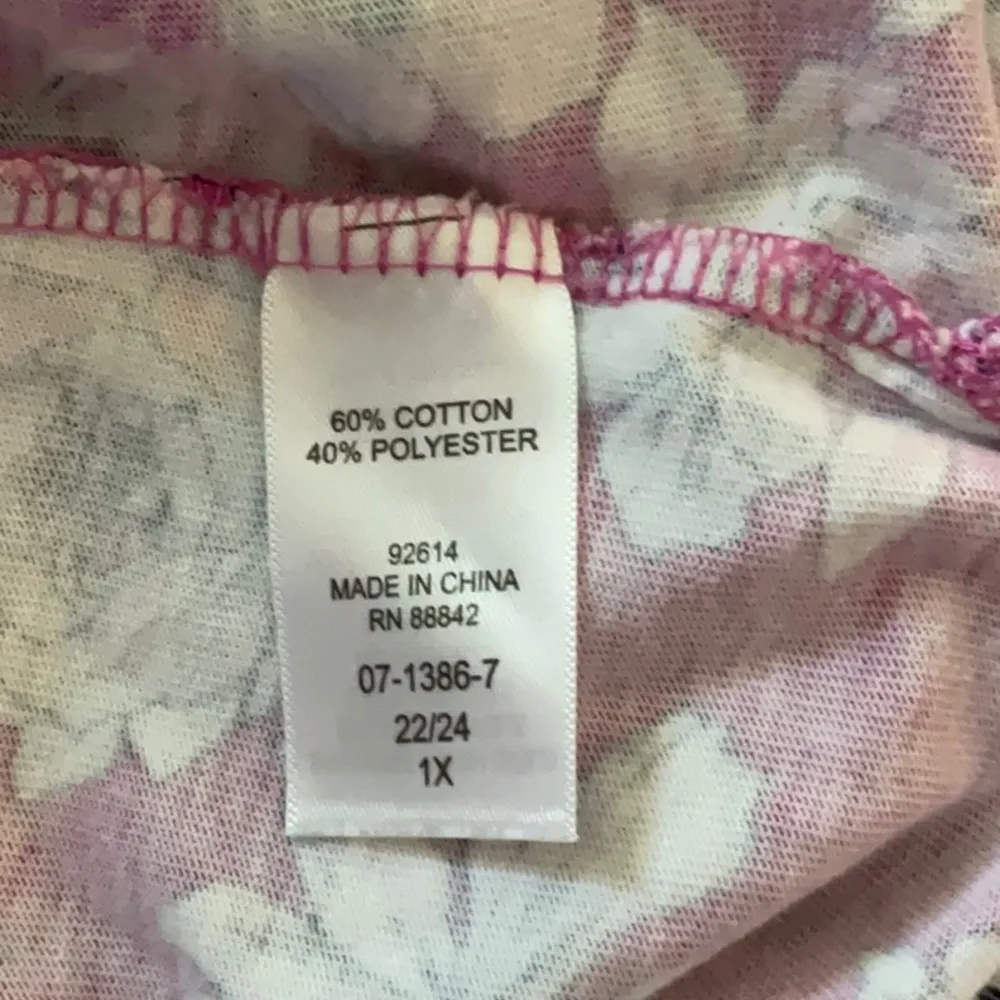 60% COTTON
40% POLYESTER
92614
MADE IN CHINA
RN 88842
07-1386-7
22/24
1X